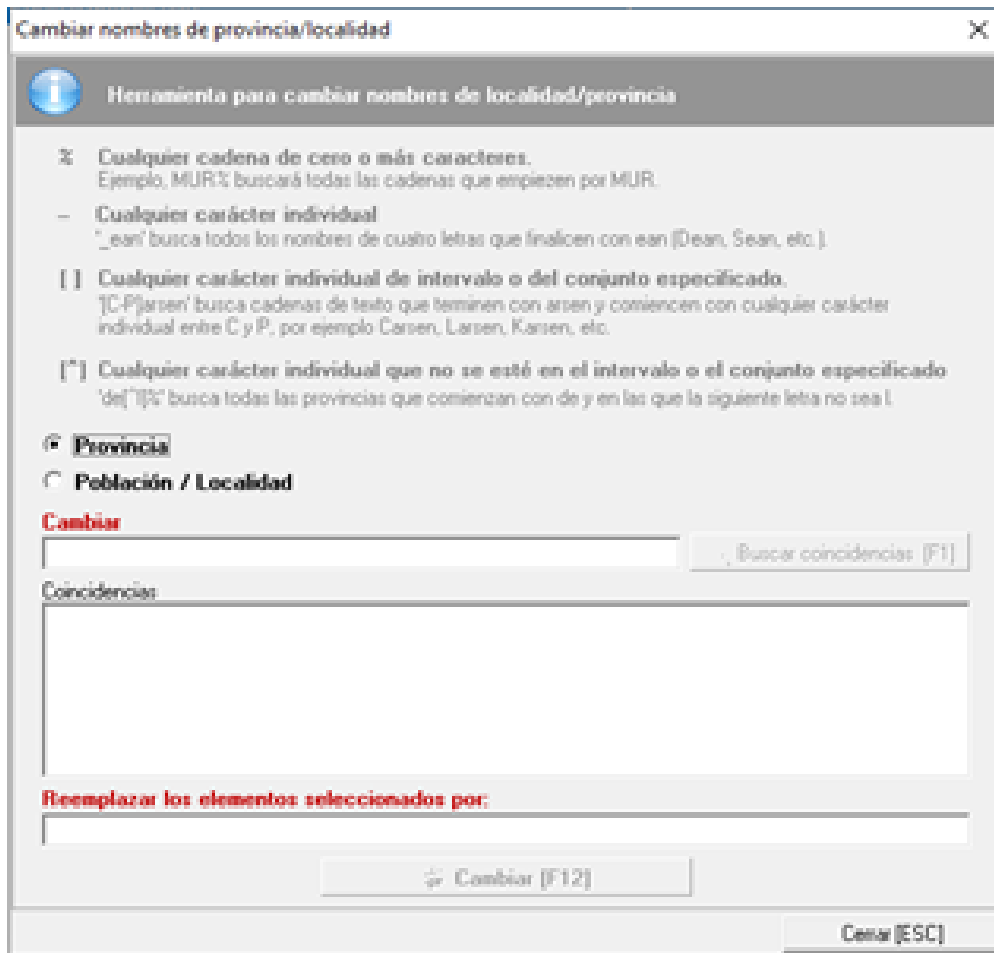 Cambiar nombres de provincia/localidad
Herramienta para cambiar nombres de localidad/provincia
% Cualquier cadena de cero o más caracteres.
Ejemplo, MUR% buscará todas las cadenas que empiezen por MUR.
_ Cualquier carácter individual
'_ean' busca todos los nombres de cuatro letras que finalicen con ean (Dean, Sean, etc.).
[ ] Cualquier carácter individual de intervalo o del conjunto especificado.
'[C-P]arsen' busca cadenas de texto que terminen con arsen y comiencen con cualquier carácter
individual entre C y P, por ejemplo Carsen, Larsen, Karsen, etc.
[^] Cualquier carácter individual que no se esté en el intervalo o el conjunto especificado
'de[^l]%' busca todas las provincias que comienzan con de y en las que la siguiente letra no sea l.
Provincia
Población / Localidad
Cambiar
Buscar coincidencias (F1)
Coincidencias
Reemplazar los elementos seleccionados por:
Cambiar (F12)
Cerrar [ESC]